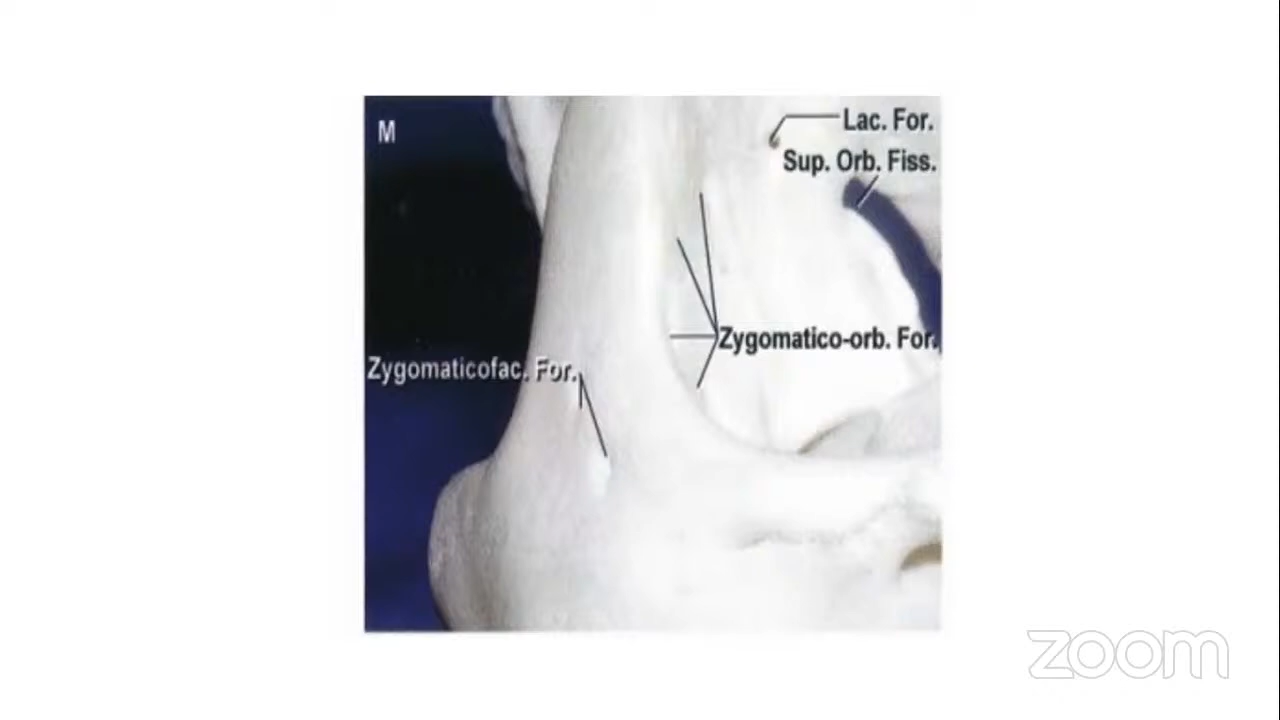 M
Lac. For.
Sup. Orb. Fiss.
Zygomatico-orb. For.
Zygomaticofac. For.
zoom